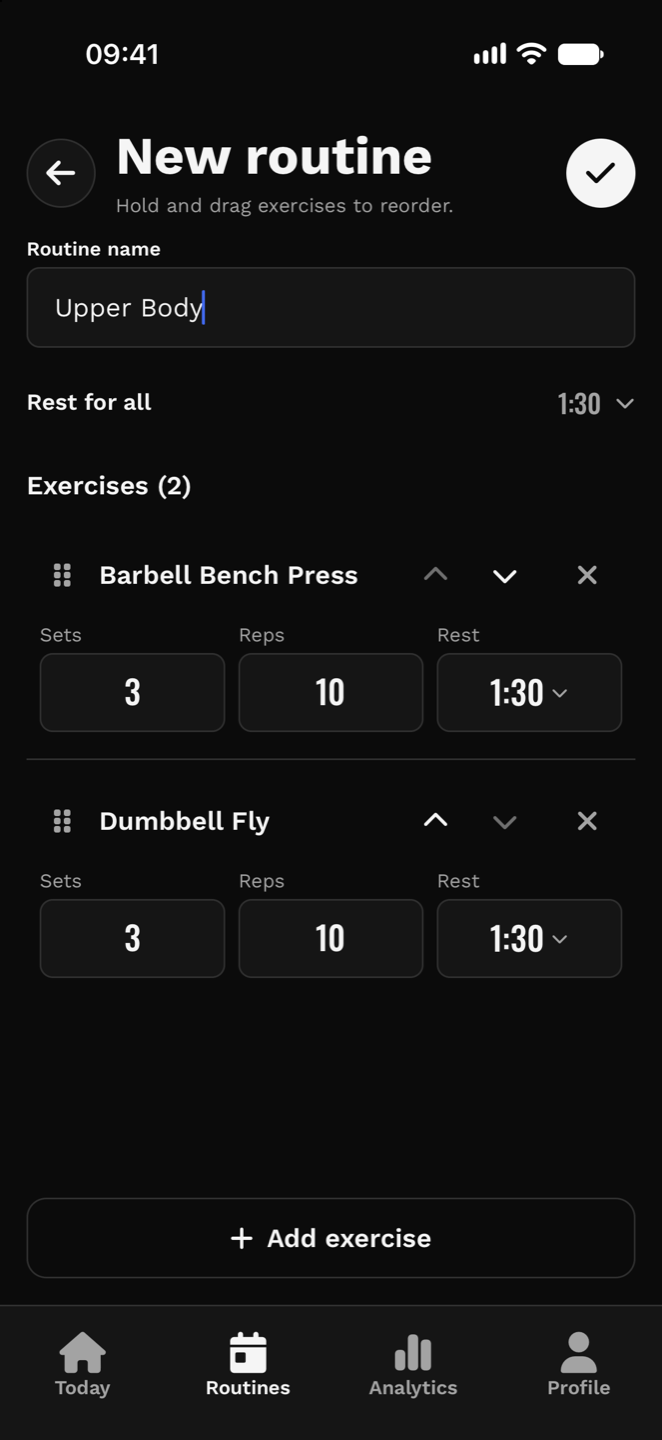 09:41
New routine
Hold and drag exercises to reorder.
Routine name
Upper Body
Rest for all 1:30
Exercises (2)
Barbell Bench Press
Sets Reps Rest
3 10 1:30
Dumbbell Fly
Sets Reps Rest
3 10 1:30
+ Add exercise
Today Routines Analytics Profile